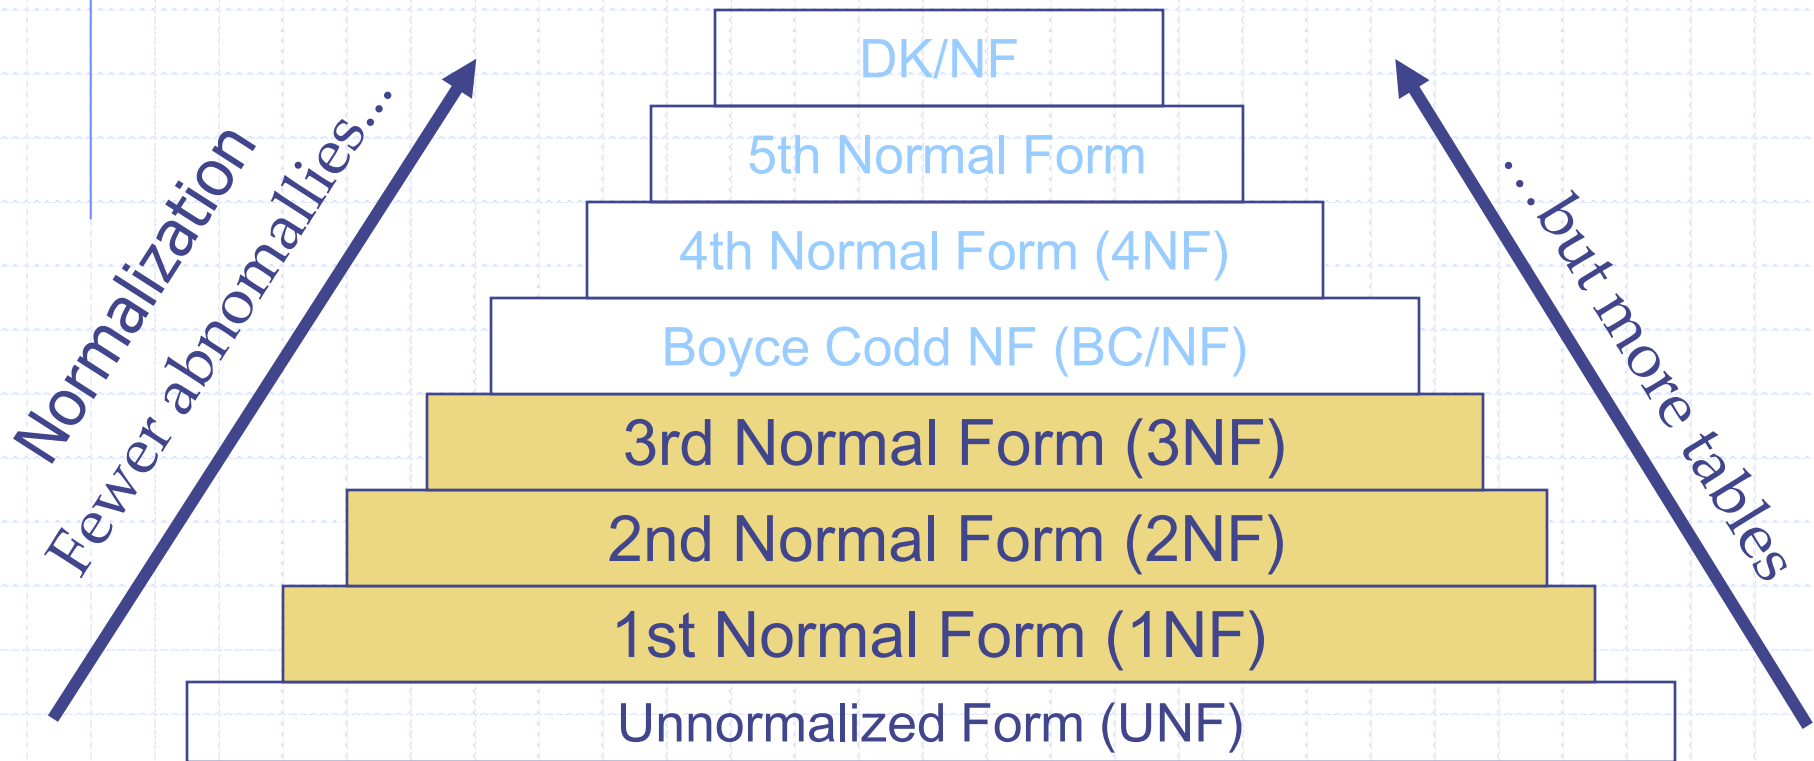 Normalization
Fewer abnomallies...
...but more tables
DK/NF
5th Normal Form
4th Normal Form (4NF)
Boyce Codd NF (BC/NF)
3rd Normal Form (3NF)
2nd Normal Form (2NF)
1st Normal Form (1NF)
Unnormalized Form (UNF)